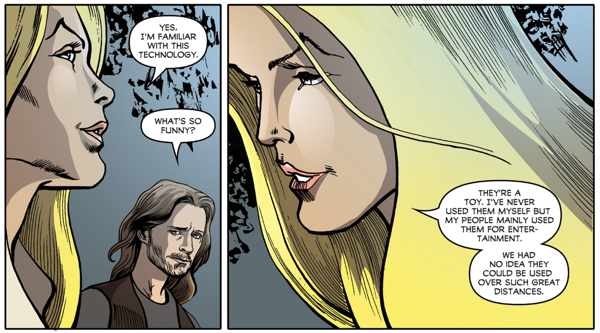 YES,
I'M FAMILIAR
WITH THIS
TECHNOLOGY.
WHAT'S SO
FUNNY?
THEY'RE A
TOY. I'VE NEVER
USED THEM MYSELF BUT
MY PEOPLE MAINLY USED
THEM FOR ENTER-
TAINMENT.
WE HAD
NO IDEA THEY
COULD BE USED
OVER SUCH GREAT
DISTANCES.